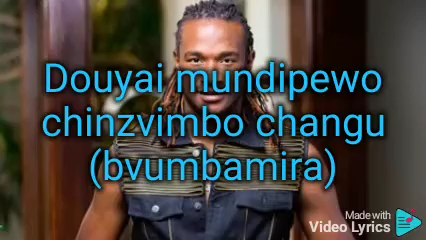 Douyai mundipewo
chinzvimbo changu
(bvumbamira)
Made with
Video Lyrics